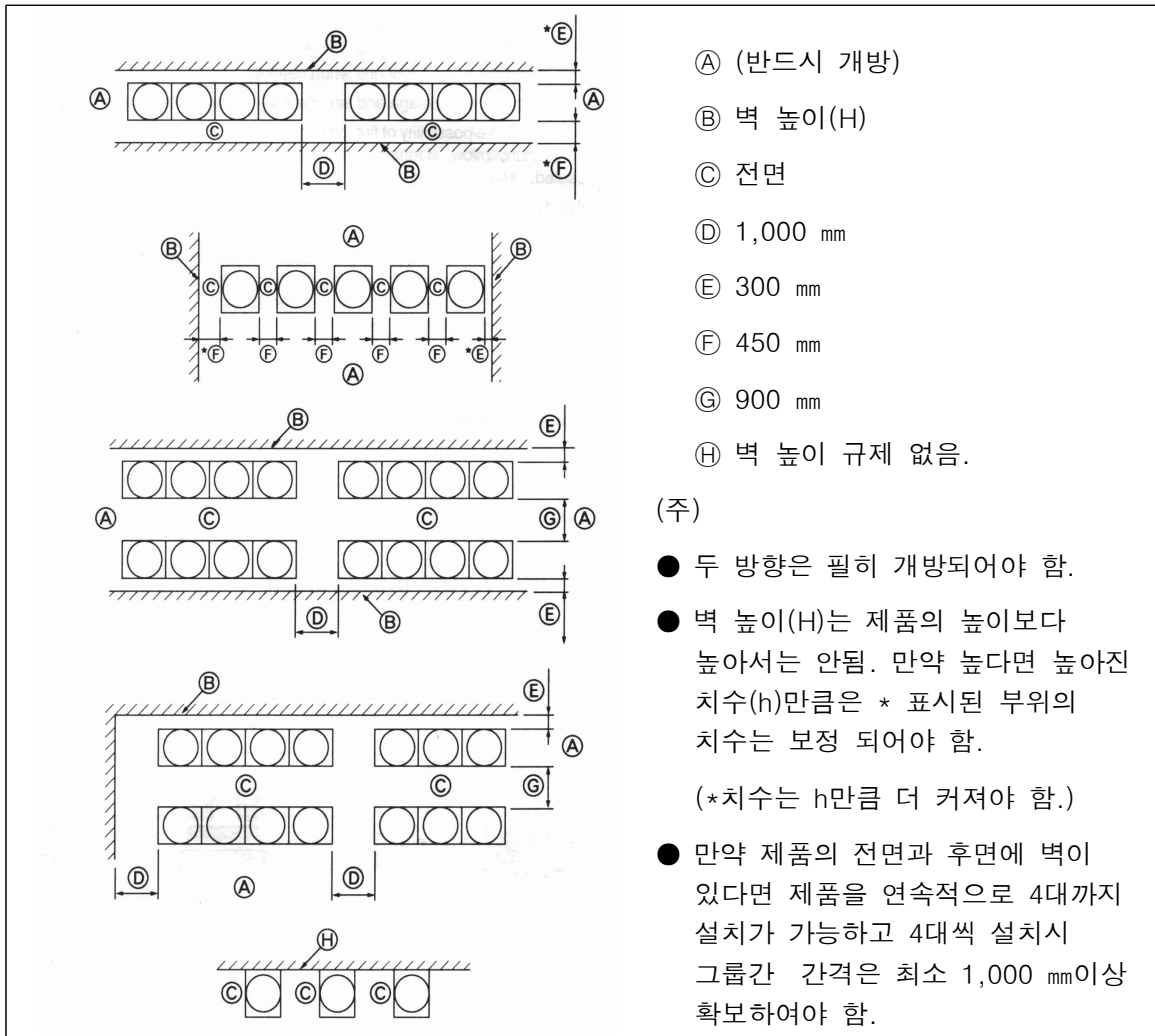 *Ⓔ
Ⓑ
Ⓐ
Ⓐ
Ⓒ
Ⓒ
Ⓓ
Ⓑ
*Ⓕ
Ⓐ
Ⓑ
Ⓑ
Ⓒ Ⓒ Ⓒ Ⓒ Ⓒ
*Ⓕ Ⓕ Ⓕ Ⓕ Ⓕ *Ⓔ
Ⓐ
Ⓑ
Ⓔ
Ⓐ Ⓒ Ⓒ Ⓖ Ⓐ
Ⓓ
Ⓑ
Ⓔ
Ⓑ
Ⓔ
Ⓐ
Ⓒ Ⓒ Ⓖ
Ⓓ Ⓐ Ⓓ
Ⓗ
Ⓒ Ⓒ Ⓒ
Ⓐ (반드시 개방)
Ⓑ 벽 높이(H)
Ⓒ 전면
Ⓓ 1,000 ㎜
Ⓔ 300 ㎜
Ⓕ 450 ㎜
Ⓖ 900 ㎜
Ⓗ 벽 높이 규제 없음.
(주)
● 두 방향은 필히 개방되어야 함.
● 벽 높이(H)는 제품의 높이보다
높아서는 안됨. 만약 높다면 높아진
치수(h)만큼은 * 표시된 부위의
치수는 보정 되어야 함.
(*치수는 h만큼 더 커져야 함.)
● 만약 제품의 전면과 후면에 벽이
있다면 제품을 연속적으로 4대까지
설치가 가능하고 4대씩 설치시
그룹간 간격은 최소 1,000 ㎜이상
확보하여야 함.